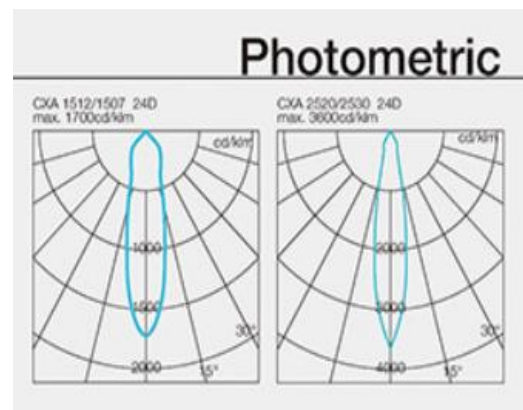 Photometric
CXA 1512/1507 24D
max. 1700cd/klm
cd/klm
1000
1500
30°
2000
15°
CXA 2520/2530 24D
max. 3600cd/klm
cd/klm
2000
3000
30°
4000
15°